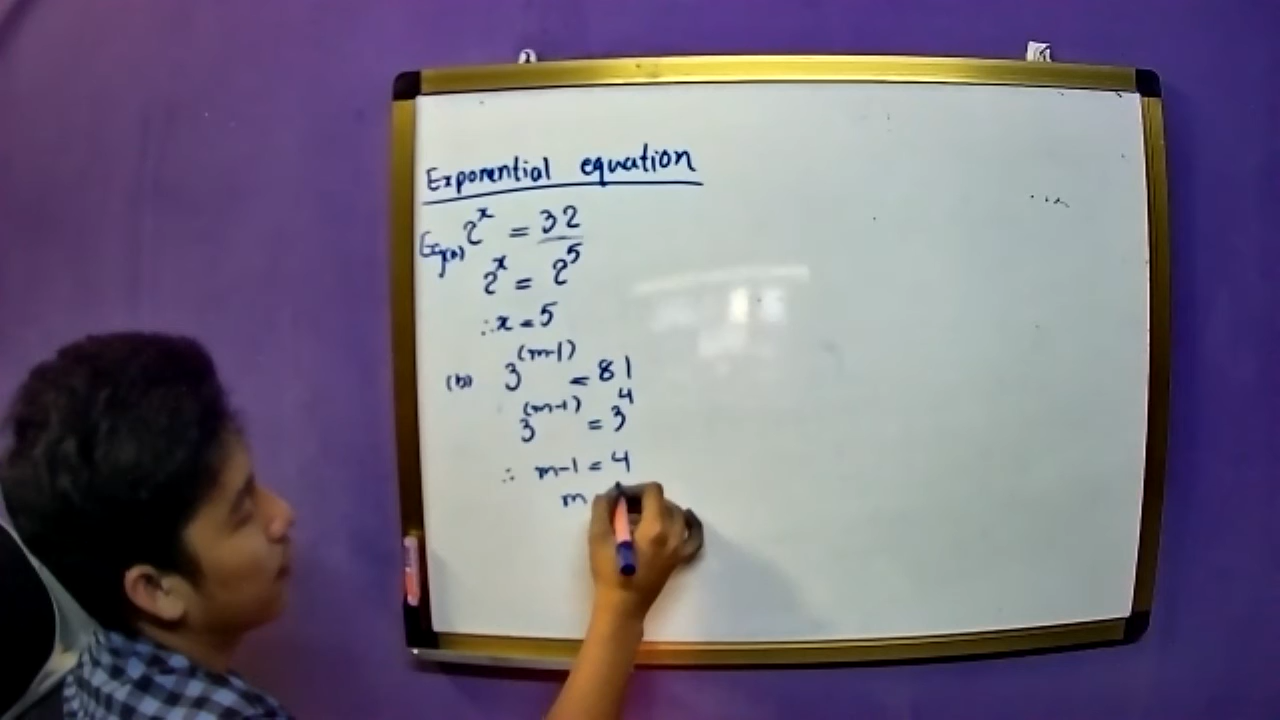 Exponential equation
Eg(a) 2^x = 32
2^x = 2^5
∴ x = 5
(b) 3^(m-1) = 81
3^(m-1) = 3^4
∴ m-1 = 4
m